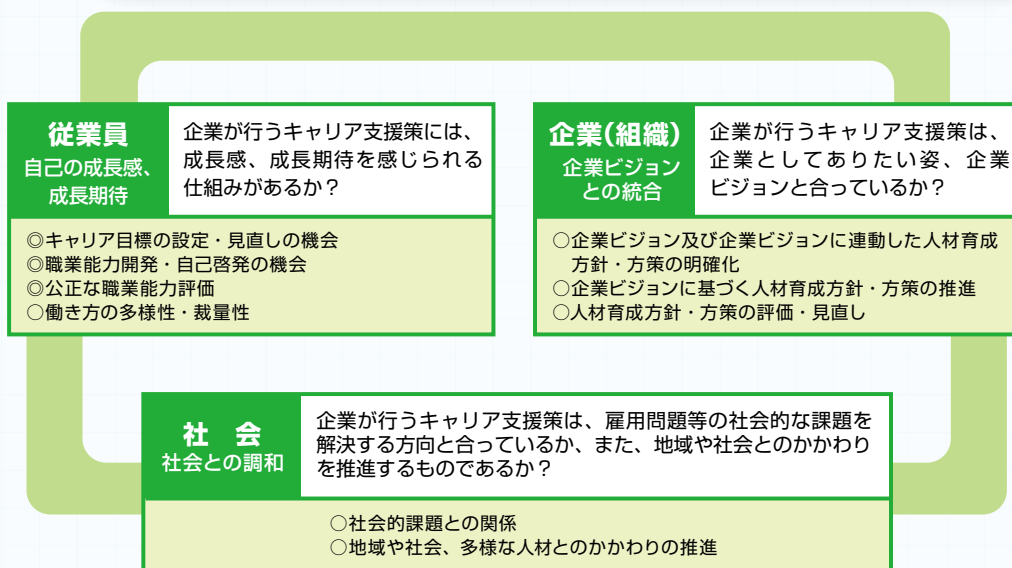 従業員
自己の成長感、
成長期待
企業が行うキャリア支援策には、
成長感、成長期待を感じられる
仕組みがあるか？
◎キャリア目標の設定・見直しの機会
◎職業能力開発・自己啓発の機会
◎公正な職業能力評価
○働き方の多様性・裁量性
企業(組織)
企業ビジョン
との統合
企業が行うキャリア支援策は、
企業としてありたい姿、企業
ビジョンと合っているか？
○企業ビジョン及び企業ビジョンに連動した人材育成
方針・方策の明確化
○企業ビジョンに基づく人材育成方針・方策の推進
○人材育成方針・方策の評価・見直し
社　会
社会との調和
企業が行うキャリア支援策は、雇用問題等の社会的な課題を
解決する方向と合っているか、また、地域や社会とのかかわり
を推進するものであるか？
○社会的課題との関係
○地域や社会、多様な人材とのかかわりの推進